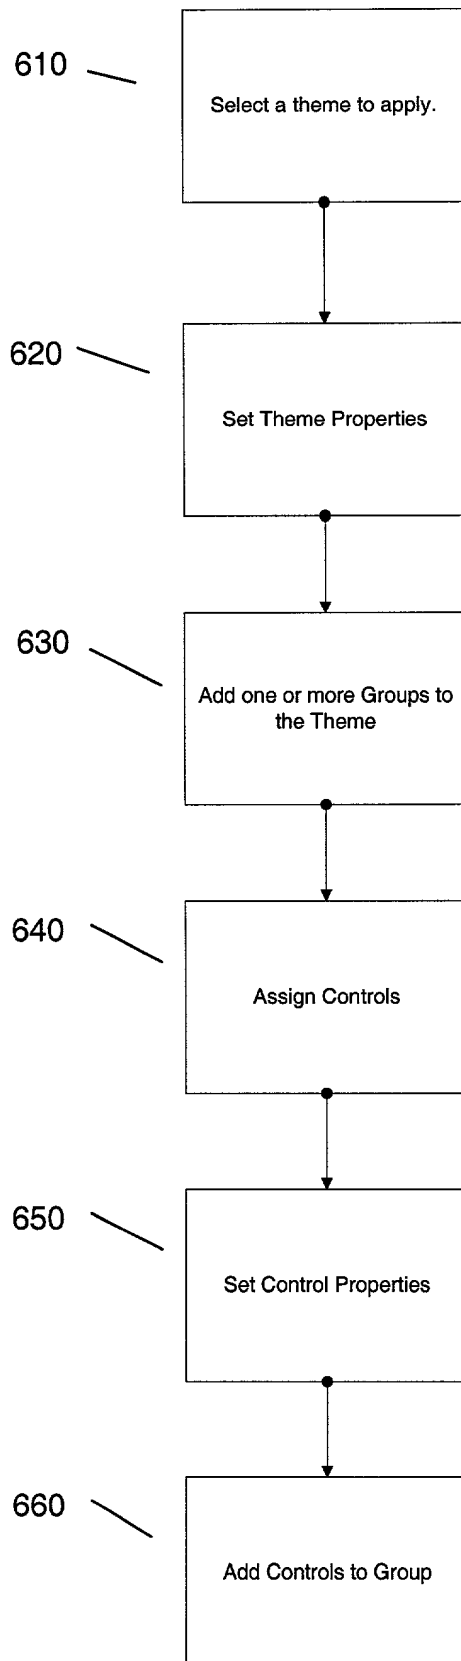 610
Select a theme to apply.
620
Set Theme Properties
630
Add one or more Groups to
the Theme
640
Assign Controls
650
Set Control Properties
660
Add Controls to Group